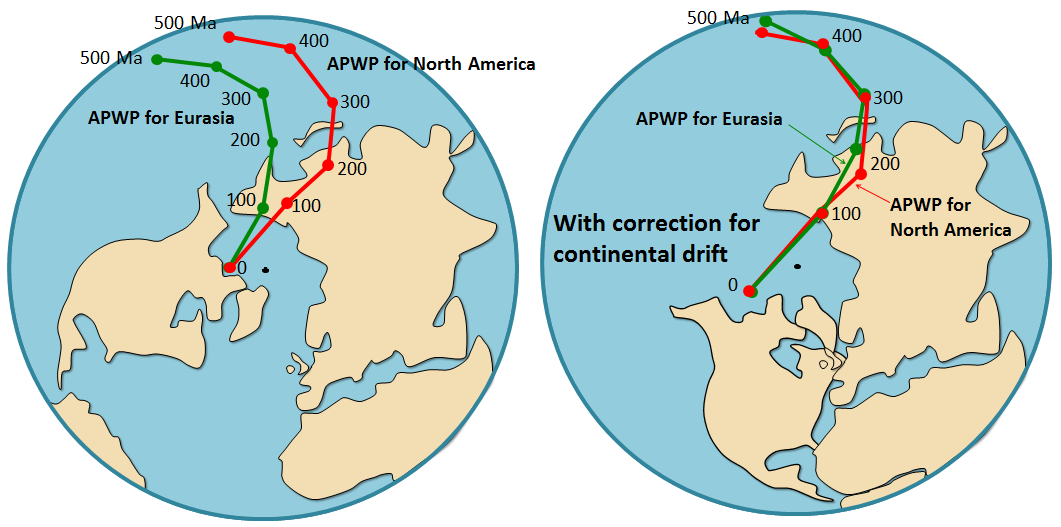 500 Ma
400
APWP for North America
500 Ma
400
300
300
APWP for Eurasia
200
200
100
100
0
500 Ma
400
300
APWP for Eurasia
200
APWP for
North America
100
With correction for
continental drift
0